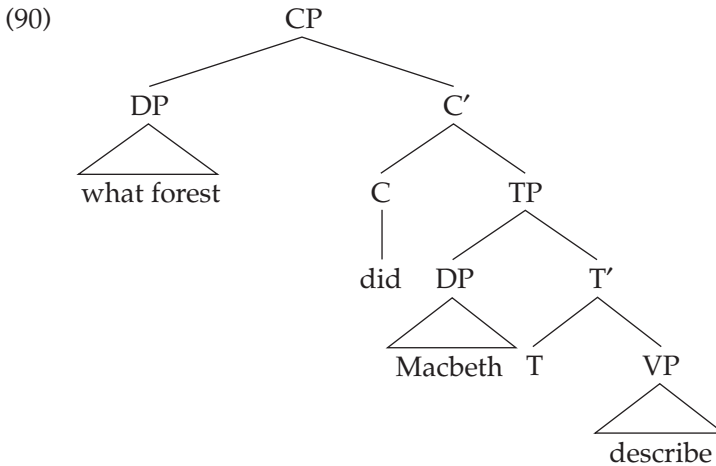 (90) CP
DP C′
what forest C TP
did DP T′
Macbeth T VP
describe